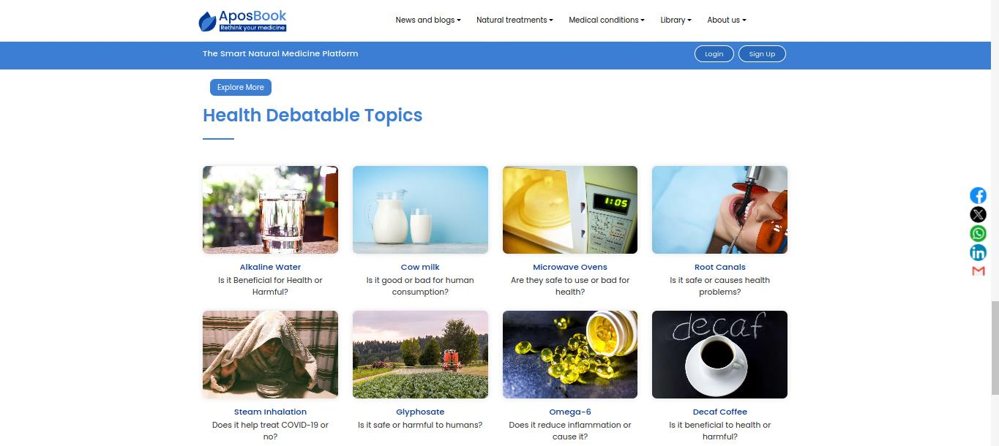 AposBook
Rethink your medicine
News and blogs
Natural treatments
Medical conditions
Library
About us
The Smart Natural Medicine Platform
Login
Sign Up
Explore More
Health Debatable Topics
1:05
Alkaline Water
Is it Beneficial for Health or
Harmful?
Cow milk
Is it good or bad for human
consumption?
Microwave Ovens
Are they safe to use or bad for
health?
Root Canals
Is it safe or causes health
problems?
decaf
Steam Inhalation
Does it help treat COVID-19 or
no?
Glyphosate
Is it safe or harmful to humans?
Omega-6
Does it reduce inflammation or
cause it?
Decaf Coffee
Is it beneficial to health or
harmful?